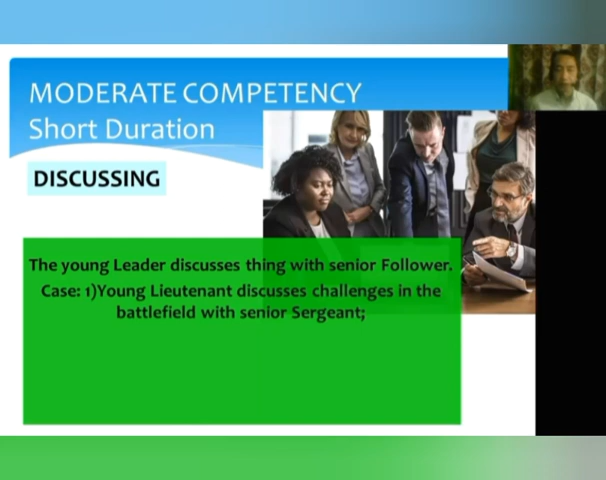 MODERATE COMPETENCY
Short Duration
DISCUSSING
The young Leader discusses thing with senior Follower.
Case: 1)Young Lieutenant discusses challenges in the
battlefield with senior Sergeant;